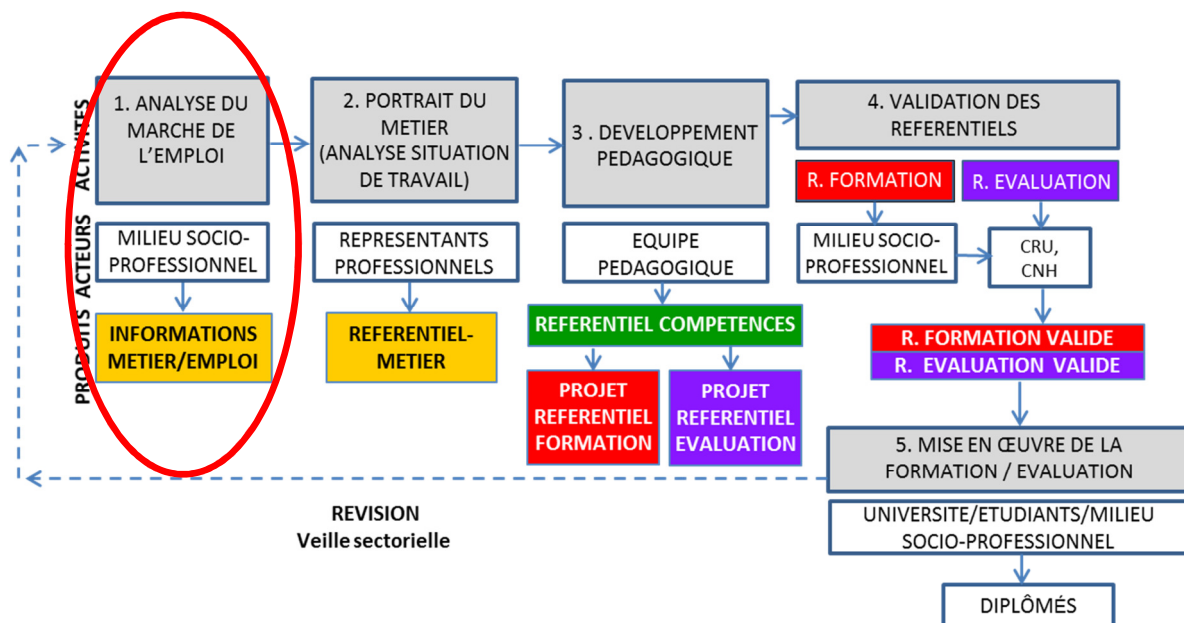 ACTIVITES
ACTEURS
PRODUITS
1. ANALYSE DU
MARCHE DE
L'EMPLOI
MILIEU SOCIO-
PROFESSIONNEL
INFORMATIONS
METIER/EMPLOI
2. PORTRAIT DU
METIER
(ANALYSE SITUATION
DE TRAVAIL)
REPRESENTANTS
PROFESSIONNELS
REFERENTIEL-
METIER
3 . DEVELOPPEMENT
PEDAGOGIQUE
EQUIPE
PEDAGOGIQUE
REFERENTIEL COMPETENCES
PROJET
REFERENTIEL
FORMATION
PROJET
REFERENTIEL
EVALUATION
4. VALIDATION DES
REFERENTIELS
R. FORMATION
R. EVALUATION
MILIEU SOCIO-
PROFESSIONNEL
CRU,
CNH
R. FORMATION VALIDE
R. EVALUATION VALIDE
5. MISE EN ŒUVRE DE LA
FORMATION / EVALUATION
UNIVERSITE/ETUDIANTS/MILIEU
SOCIO-PROFESSIONNEL
DIPLÔMÉS
REVISION
Veille sectorielle